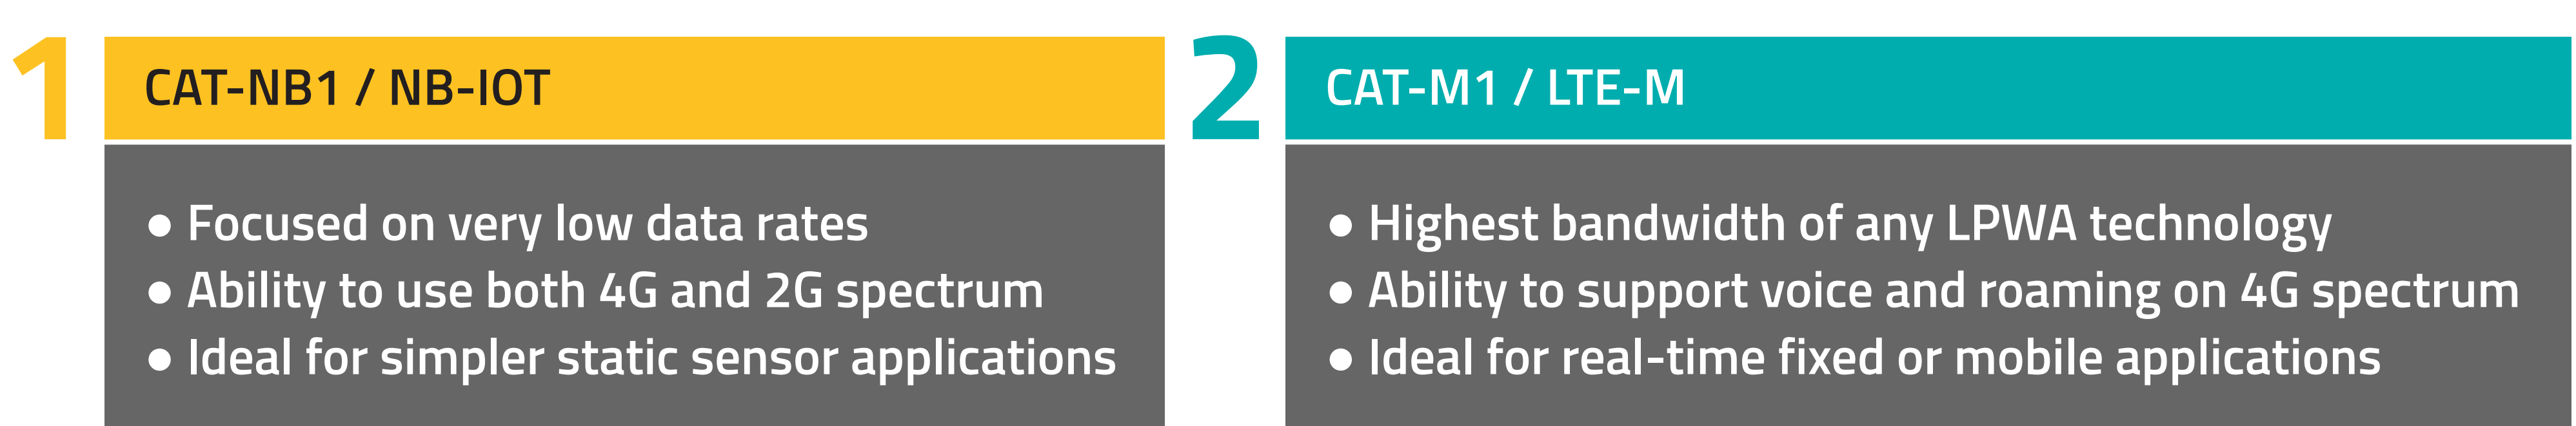 1
CAT-NB1 / NB-IOT
● Focused on very low data rates
● Ability to use both 4G and 2G spectrum
● Ideal for simpler static sensor applications
2
CAT-M1 / LTE-M
● Highest bandwidth of any LPWA technology
● Ability to support voice and roaming on 4G spectrum
● Ideal for real-time fixed or mobile applications